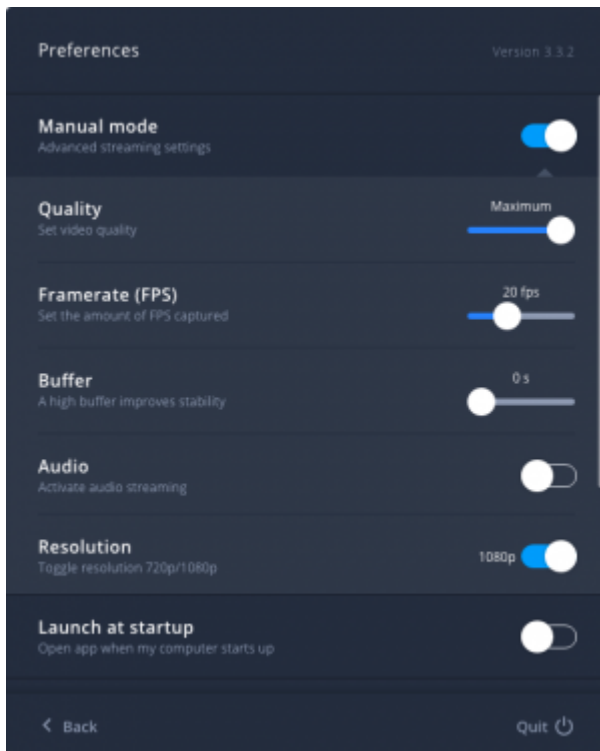 Preferences
Version 3.3.2
Manual mode
Advanced streaming settings
Quality
Set video quality
Maximum
Framerate (FPS)
Set the amount of FPS captured
20 fps
Buffer
A high buffer improves stability
0 s
Audio
Activate audio streaming
Resolution
Toggle resolution 720p/1080p
1080p
Launch at startup
Open app when my computer starts up
Back
Quit